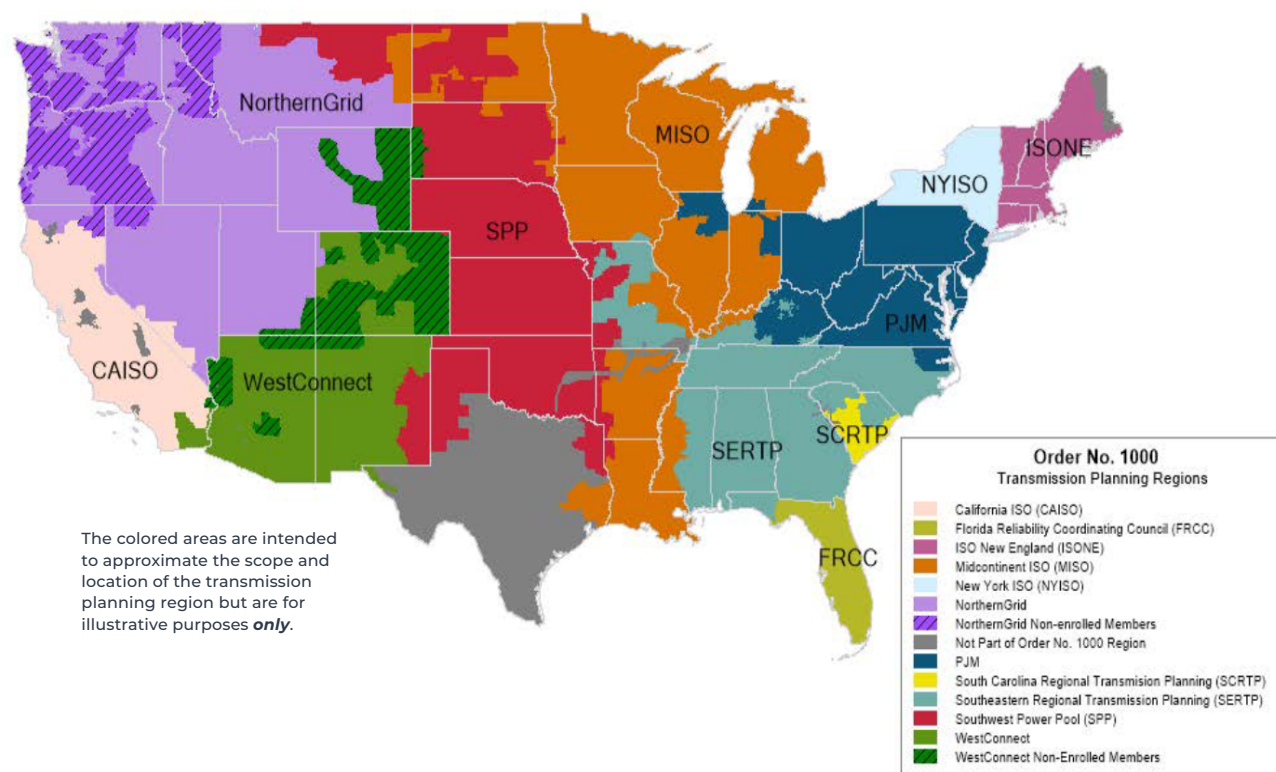 NorthernGrid
MISO
ISONE
NYISO
SPP
PJM
CAISO
WestConnect
SERTP
SCRTP
FRCC
The colored areas are intended
to approximate the scope and
location of the transmission
planning region but are for
illustrative purposes only.
Order No. 1000
Transmission Planning Regions
California ISO (CAISO)
Florida Reliability Coordinating Council (FRCC)
ISO New England (ISONE)
Midcontinent ISO (MISO)
New York ISO (NYISO)
NorthernGrid
NorthernGrid Non-enrolled Members
Not Part of Order No. 1000 Region
PJM
South Carolina Regional Transmision Planning (SCRTP)
Southeastern Regional Transmission Planning (SERTP)
Southwest Power Pool (SPP)
WestConnect
WestConnect Non-Enrolled Members